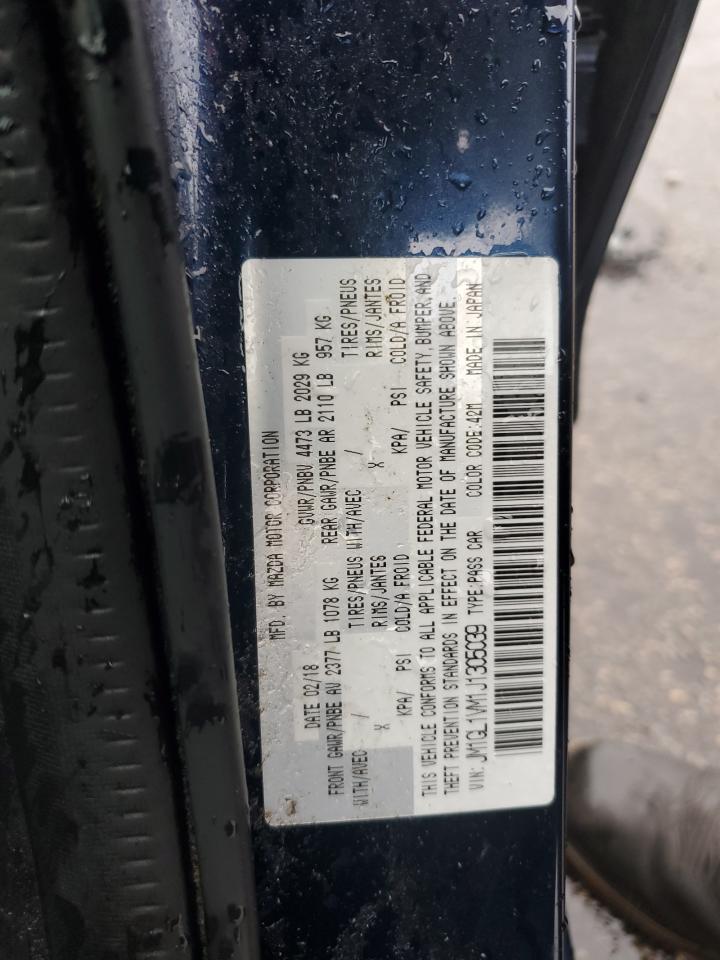 MFD. BY MAZDA MOTOR CORPORATION
DATE 02/18 GVWR/PNBV 4473 LB 2029 KG
FRONT GAWR/PNBE AV 2377 LB 1078 KG REAR GAWR/PNBE AR 2110 LB 957 KG
WITH/AVEC / TIRES/PNEUS WITH/AVEC / TIRES/PNEUS
X RIMS/JANTES X RIMS/JANTES
KPA/ PSI COLD/A FROID KPA/ PSI COLD/A FROID
THIS VEHICLE CONFORMS TO ALL APPLICABLE FEDERAL MOTOR VEHICLE SAFETY, BUMPER, AND
THEFT PREVENTION STANDARDS IN EFFECT ON THE DATE OF MANUFACTURE SHOWN ABOVE.
VIN: JM1GL1VM1J1305039 TYPE:PASS CAR COLOR CODE:42M MADE IN JAPAN